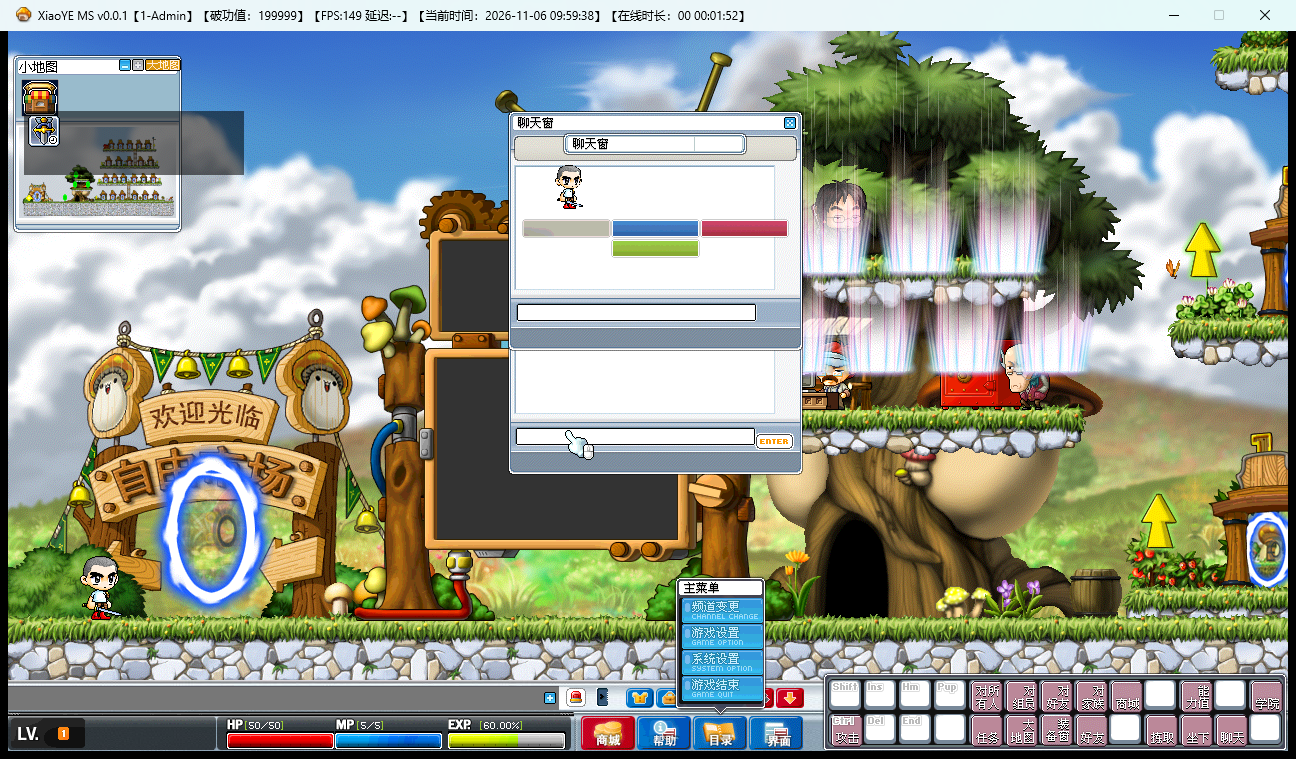 XiaoYE MS v0.0.1【1-Admin】【破功值：199999】【FPS:149 延迟:--】【当前时间：2026-11-06 09:59:38】【在线时长：00 00:01:52】
小地图
大地图
聊天窗
聊天窗
欢迎光临
自由市场
ENTER
主菜单
频道变更
CHANNEL CHANGE
游戏设置
GAME OPTION
系统设置
SYSTEM OPTION
游戏结束
GAME QUIT
LV. 1
HP[50/50] MP[5/5] EXP. [60.00%]
商城 帮助 目录 界面
Shift Ins Hm Pup 对所有人 对组员 对好友 对家族 商城 能力值 学院
Ctrl 攻击 Del End 任务 大地图 装备窗 好友 拣取 坐下 聊天